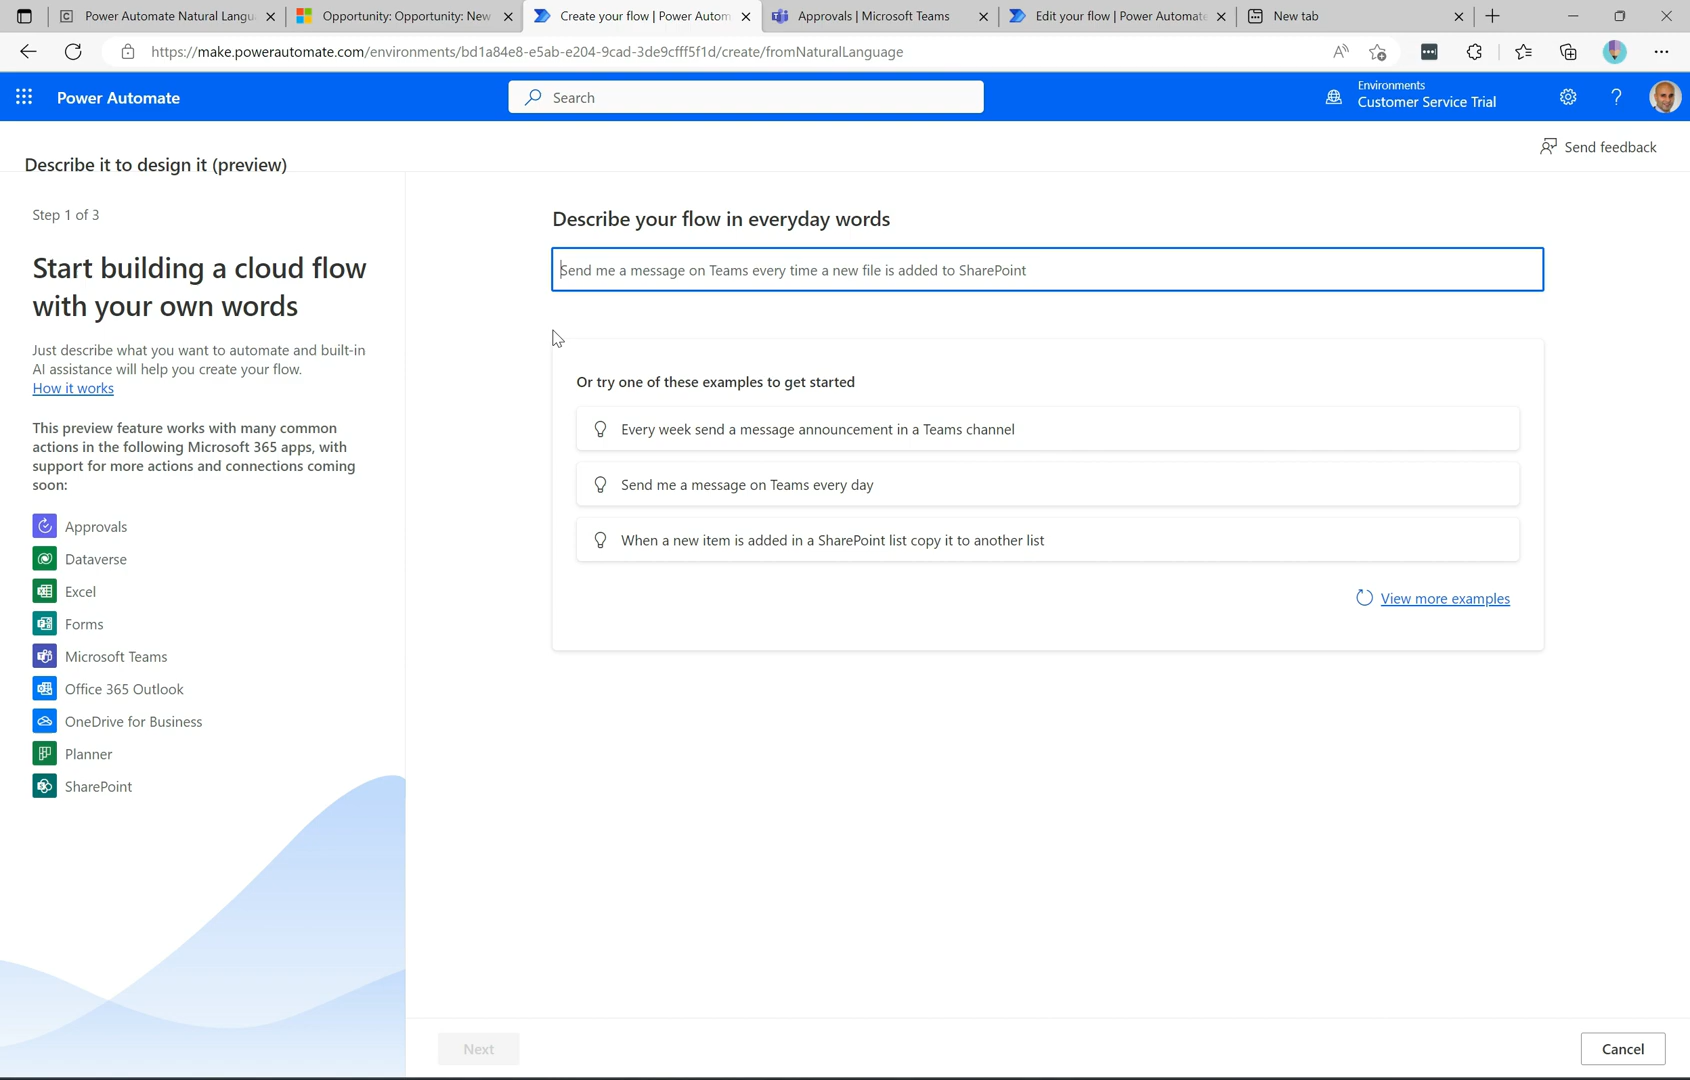 Power Automate Natural Langu
Opportunity: Opportunity: New
Create your flow | Power Autom
Approvals | Microsoft Teams
Edit your flow | Power Automate
New tab
https://make.powerautomate.com/environments/bd1a84e8-e5ab-e204-9cad-3de9cfff5f1d/create/fromNaturalLanguage
Power Automate
Search
Environments
Customer Service Trial
Send feedback
Describe it to design it (preview)
Step 1 of 3
Start building a cloud flow
with your own words
Just describe what you want to automate and built-in
AI assistance will help you create your flow.
How it works
This preview feature works with many common
actions in the following Microsoft 365 apps, with
support for more actions and connections coming
soon:
Approvals
Dataverse
Excel
Forms
Microsoft Teams
Office 365 Outlook
OneDrive for Business
Planner
SharePoint
Describe your flow in everyday words
Send me a message on Teams every time a new file is added to SharePoint
Or try one of these examples to get started
Every week send a message announcement in a Teams channel
Send me a message on Teams every day
When a new item is added in a SharePoint list copy it to another list
View more examples
Next
Cancel